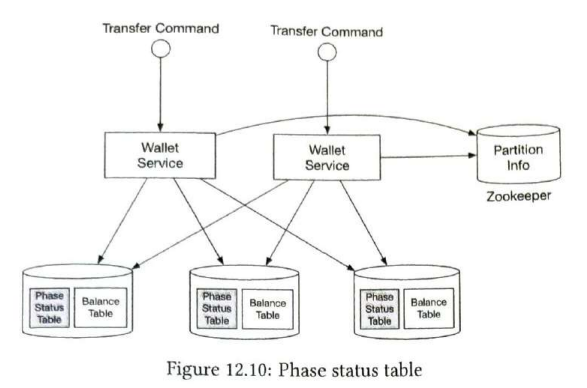 Transfer Command
Transfer Command
Wallet
Service
Wallet
Service
Partition
Info
Zookeeper
Phase
Status
Table
Balance
Table
Phase
Status
Table
Balance
Table
Phase
Status
Table
Balance
Table
Figure 12.10: Phase status table